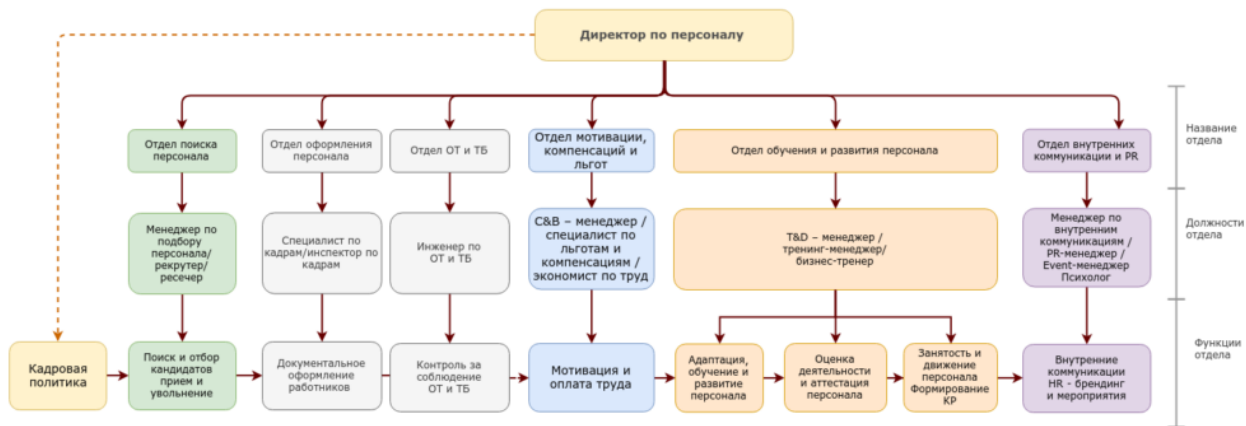 Директор по персоналу
Отдел поиска
персонала
Отдел оформления
персонала
Отдел ОТ и ТБ
Отдел мотивации,
компенсаций и
льгот
Отдел обучения и развития персонала
Отдел внутренних
коммуникации и PR
Название
отдела
Менеджер по
подбору
персонала/
рекрутер/
ресечер
Специалист по
кадрам/инспектор по
кадрам
Инженер по
ОТ и ТБ
C&B – менеджер /
специалист по
льготам и
компенсациям /
экономист по труд
T&D – менеджер /
тренинг-менеджер/
бизнес-тренер
Менеджер по
внутренним
коммуникациям /
PR-менеджер /
Event-менеджер
Психолог
Должности
отдела
Кадровая
политика
Поиск и отбор
кандидатов
прием и
увольнение
Документальное
оформление
работников
Контроль за
соблюдение
ОТ и ТБ
Мотивация и
оплата труда
Адаптация,
обучение и
развитие
персонала
Оценка
деятельности
и аттестация
персонала
Занятость и
движение
персонала
Формирование
КР
Внутренние
коммуникации
HR - брендинг
и мероприятия
Функции
отдела